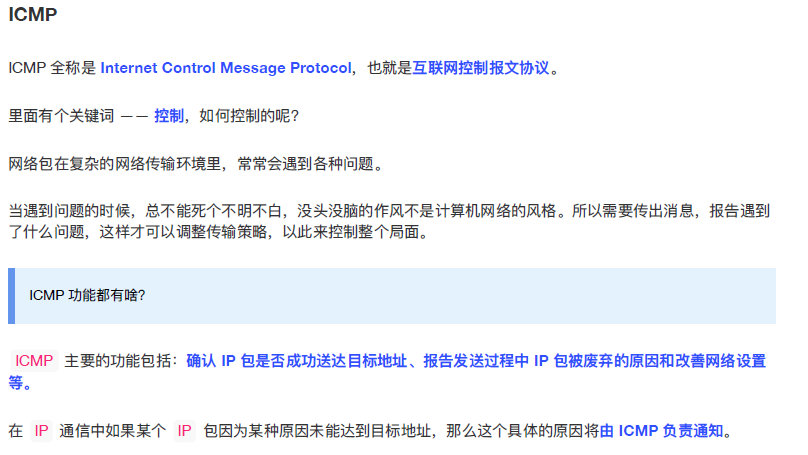 ICMP
ICMP 全称是 Internet Control Message Protocol，也就是互联网控制报文协议。
里面有个关键词 —— 控制，如何控制的呢？
网络包在复杂的网络传输环境里，常常会遇到各种问题。
当遇到问题的时候，总不能死个不明不白，没头没脑的作风不是计算机网络的风格。所以需要传出消息，报告遇到
了什么问题，这样才可以调整传输策略，以此来控制整个局面。
ICMP 功能都有啥？
ICMP 主要的功能包括：确认 IP 包是否成功送达目标地址、报告发送过程中 IP 包被废弃的原因和改善网络设置
等。
在 IP 通信中如果某个 IP 包因为某种原因未能达到目标地址，那么这个具体的原因将由 ICMP 负责通知。